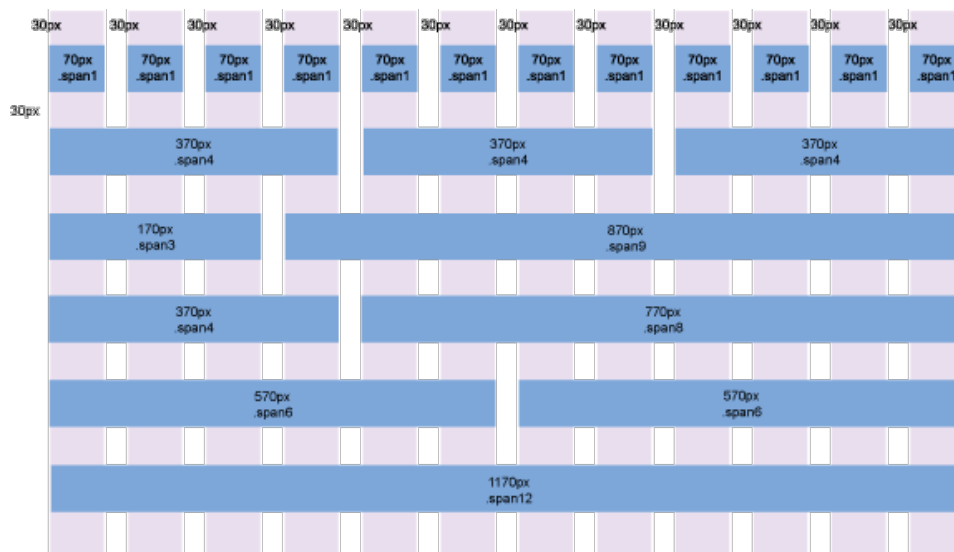 30px 30px 30px 30px 30px 30px 30px 30px 30px 30px 30px 30px
70px 70px 70px 70px 70px 70px 70px 70px 70px 70px 70px 70px
.span1 .span1 .span1 .span1 .span1 .span1 .span1 .span1 .span1 .span1 .span1 .span1
30px
370px 370px 370px
.span4 .span4 .span4
170px 870px
.span3 .span9
370px 770px
.span4 .span8
570px 570px
.span6 .span6
1170px
.span12